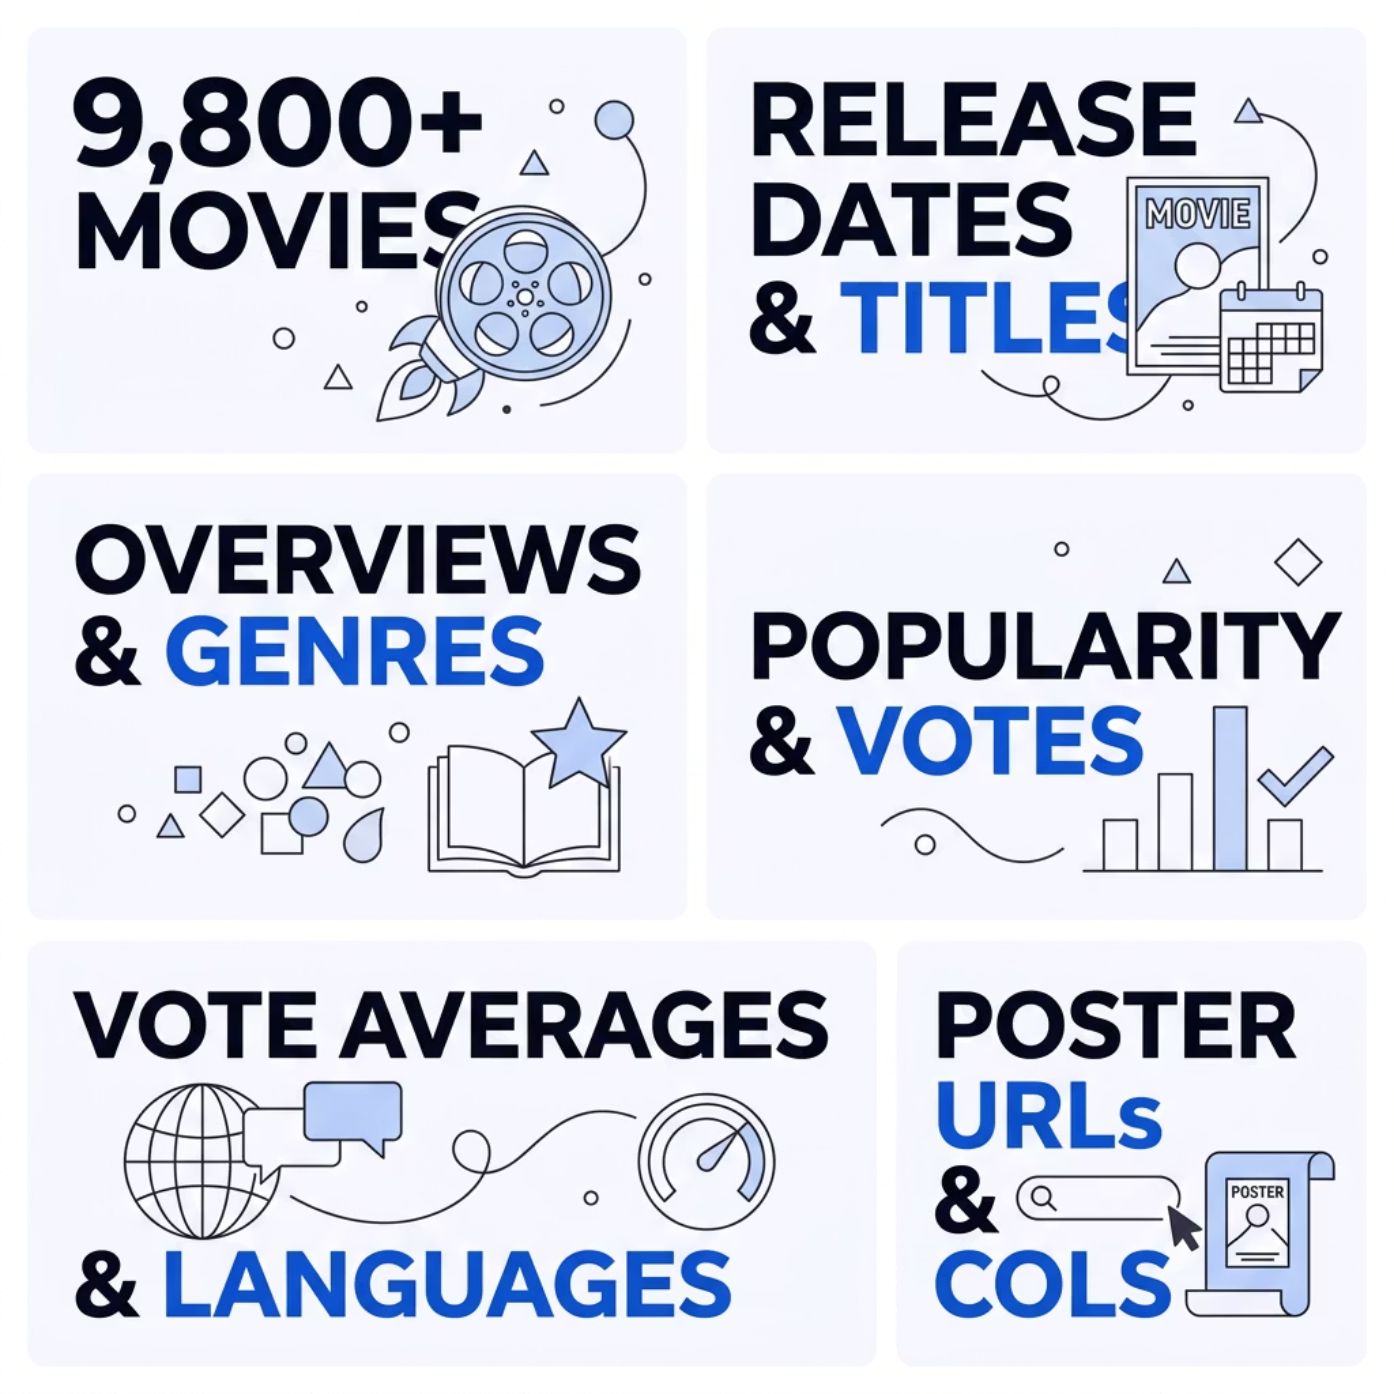 9,800+
MOVIES
RELEASE
DATES
& TITLES
MOVIE
OVERVIEWS
& GENRES
POPULARITY
& VOTES
VOTE AVERAGES
& LANGUAGES
POSTER
URLs
&
COLS
POSTER